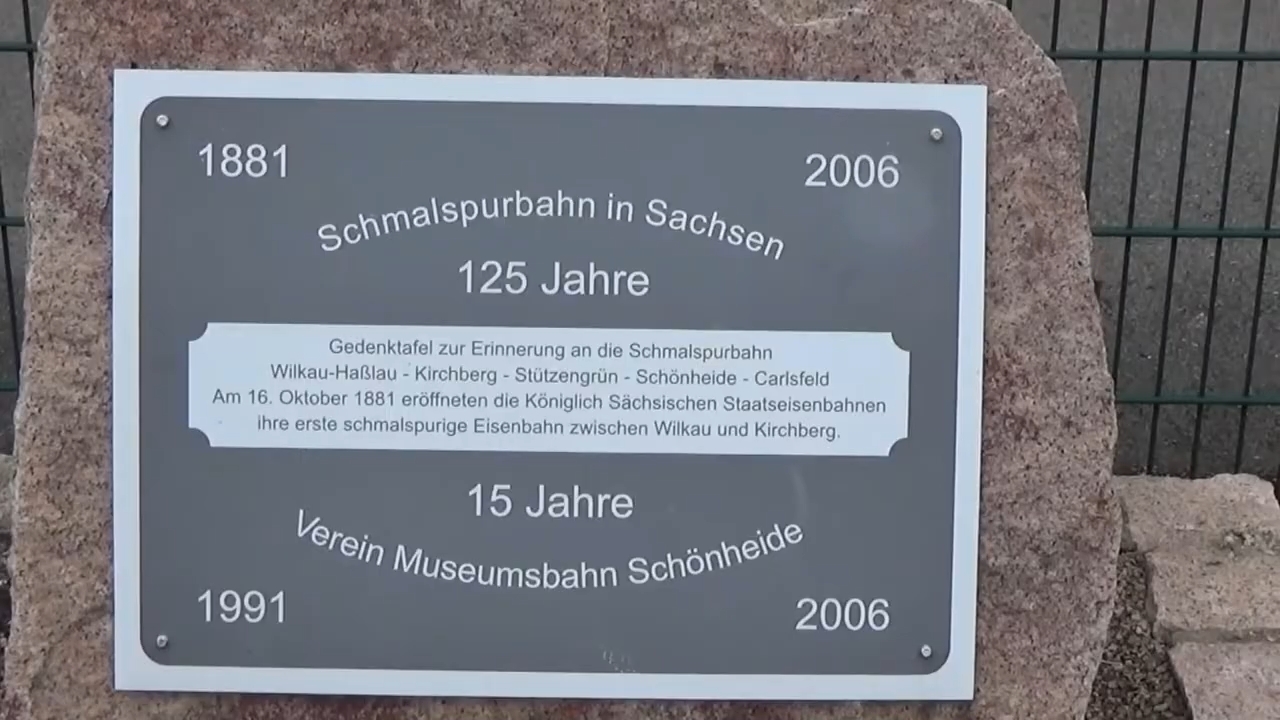 1881 2006
Schmalspurbahn in Sachsen
125 Jahre
Gedenktafel zur Erinnerung an die Schmalspurbahn
Wilkau-Haßlau - Kirchberg - Stützengrün - Schönheide - Carlsfeld
Am 16. Oktober 1881 eröffneten die Königlich Sächsischen Staatseisenbahnen
ihre erste schmalspurige Eisenbahn zwischen Wilkau und Kirchberg.
15 Jahre
Verein Museumsbahn Schönheide
1991 2006